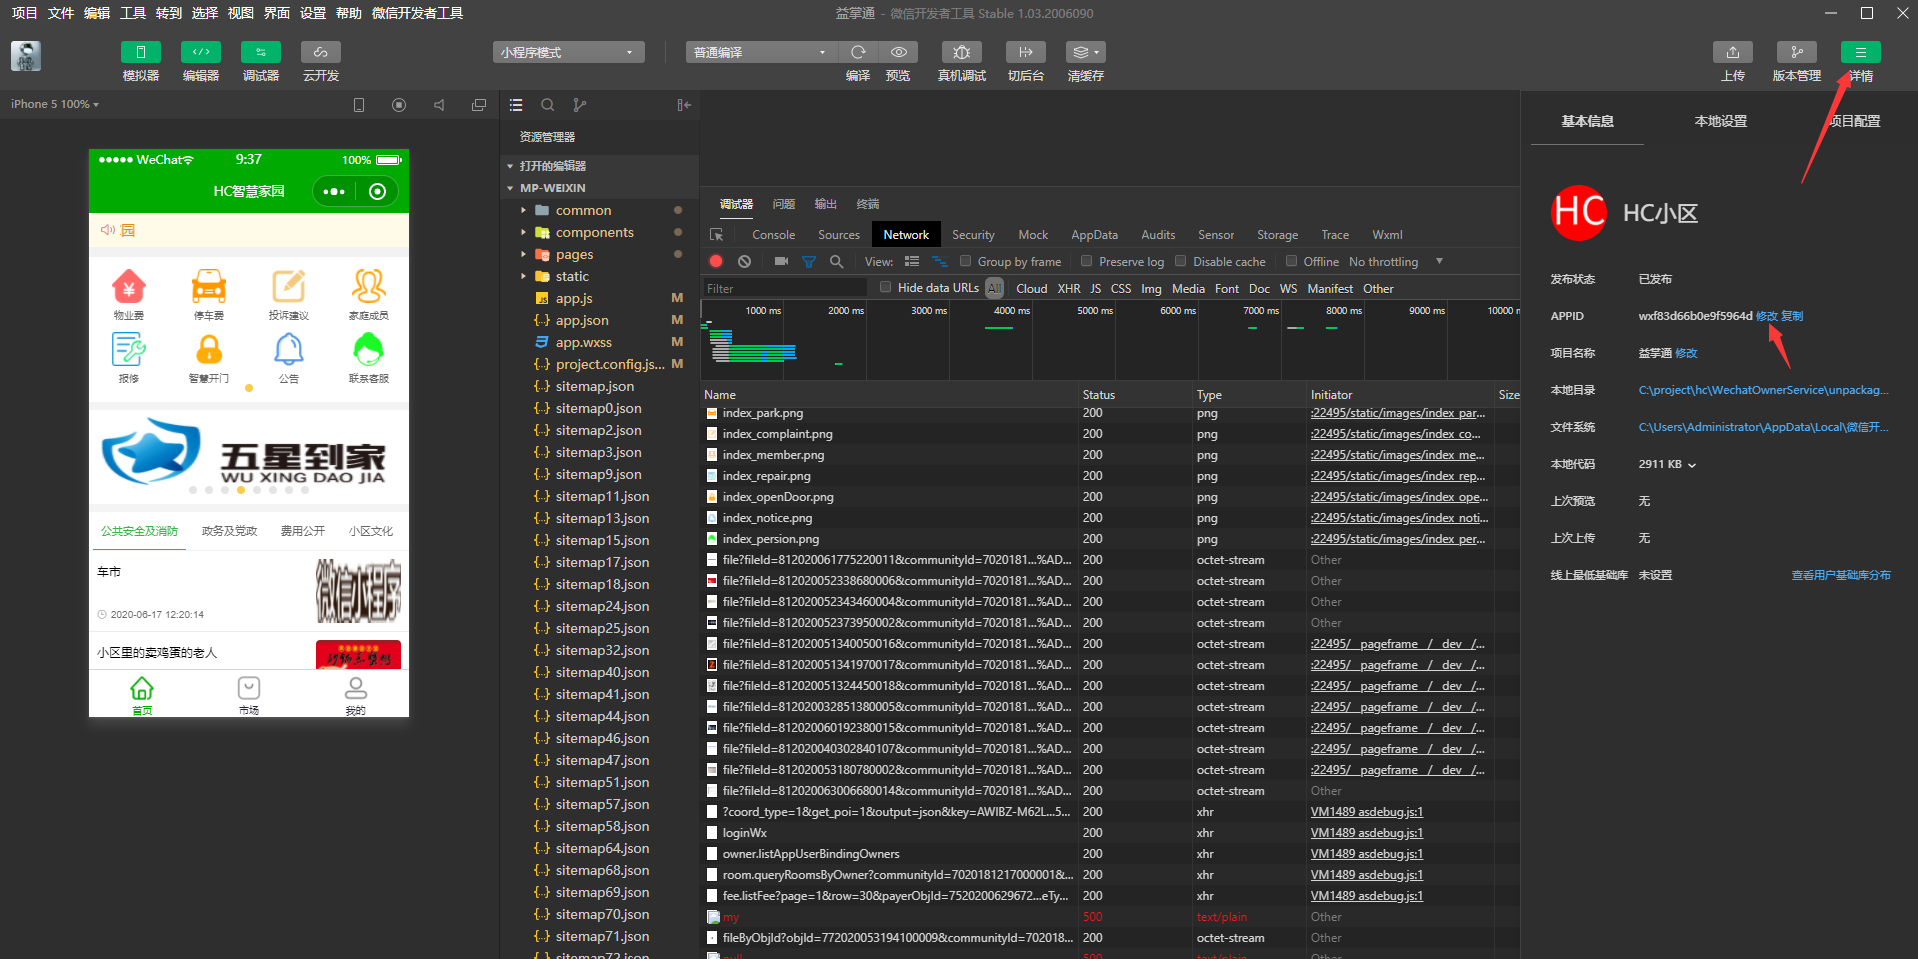 项目 文件 编辑 工具 转到 选择 视图 界面 设置 帮助 微信开发者工具
益掌通 - 微信开发者工具 Stable 1.03.2006090
模拟器 编辑器 调试器 云开发
小程序模式
普通编译
编译 预览 真机调试 切后台 清缓存
上传 版本管理 详情
iPhone 5 100%
WeChat 9:37 100%
HC智慧家园
园
物业费 停车费 投诉建议 家庭成员
报修 智慧开门 公告 联系客服
五星到家
WU XING DAO JIA
公共安全及消防 政务及党政 费用公开 小区文化
车市
微信小程序
2020-06-17 12:20:14
小区里的卖鸡蛋的老人
首页 市场 我的
资源管理器
打开的编辑器
MP-WEIXIN
common
components
pages
static
app.js M
app.json M
app.wxss M
project.config.js... M
sitemap.json
sitemap0.json
sitemap2.json
sitemap3.json
sitemap9.json
sitemap11.json
sitemap13.json
sitemap15.json
sitemap17.json
sitemap18.json
sitemap24.json
sitemap25.json
sitemap32.json
sitemap40.json
sitemap41.json
sitemap44.json
sitemap46.json
sitemap47.json
sitemap51.json
sitemap57.json
sitemap58.json
sitemap64.json
sitemap68.json
sitemap69.json
sitemap70.json
sitemap71.json
sitemap72.json
调试器 问题 输出 终端
Console Sources Network Security Mock AppData Audits Sensor Storage Trace Wxml
View: Group by frame Preserve log Disable cache Offline No throttling
Filter Hide data URLs All Cloud XHR JS CSS Img Media Font Doc WS Manifest Other
1000 ms 2000 ms 3000 ms 4000 ms 5000 ms 6000 ms 7000 ms 8000 ms 9000 ms 10000 m
Name Status Type Initiator Size
index_park.png 200 png :22495/static/images/index_par...
index_complaint.png 200 png :22495/static/images/index_co...
index_member.png 200 png :22495/static/images/index_me...
index_repair.png 200 png :22495/static/images/index_rep...
index_openDoor.png 200 png :22495/static/images/index_ope...
index_notice.png 200 png :22495/static/images/index_noti...
index_persion.png 200 png :22495/static/images/index_per...
file?fileId=812020061775220011&communityId=7020181...%AD... 200 octet-stream Other
file?fileId=812020052338680006&communityId=7020181...%AD... 200 octet-stream Other
file?fileId=812020052343460004&communityId=7020181...%AD... 200 octet-stream Other
file?fileId=812020052373950002&communityId=7020181...%AD... 200 octet-stream Other
file?fileId=812020051340050016&communityId=7020181...%AD... 200 octet-stream :22495/__pageframe__/__dev__/...
file?fileId=812020051341970017&communityId=7020181...%AD... 200 octet-stream :22495/__pageframe__/__dev__/...
file?fileId=812020051324450018&communityId=7020181...%AD... 200 octet-stream :22495/__pageframe__/__dev__/...
file?fileId=812020032851380005&communityId=7020181...%AD... 200 octet-stream :22495/__pageframe__/__dev__/...
file?fileId=812020060192380015&communityId=7020181...%AD... 200 octet-stream :22495/__pageframe__/__dev__/...
file?fileId=812020040302840107&communityId=7020181...%AD... 200 octet-stream :22495/__pageframe__/__dev__/...
file?fileId=812020053180780002&communityId=7020181...%AD... 200 octet-stream :22495/__pageframe__/__dev__/...
file?fileId=812020063006680014&communityId=7020181...%AD... 200 octet-stream Other
?coord_type=1&get_poi=1&output=json&key=AWIBZ-M62L...5... 200 xhr VM1489 asdebug.js:1
loginWx 200 xhr VM1489 asdebug.js:1
owner.listAppUserBindingOwners 200 xhr VM1489 asdebug.js:1
room.queryRoomsByOwner?communityId=7020181217000001&... 200 xhr VM1489 asdebug.js:1
fee.listFee?page=1&row=30&payerObjId=7520200629672...eTy... 200 xhr VM1489 asdebug.js:1
my 500 text/plain Other
fileByObjId?objId=772020053194100009&communityId=702018... 200 octet-stream Other
null 500 text/plain Other
基本信息 本地设置 项目配置
HC HC小区
发布状态 已发布
APPID wxf83d66b0e9f5964d 修改 复制
项目名称 益掌通 修改
本地目录 C:\project\hc\WechatOwnerService\unpackag...
文件系统 C:\Users\Administrator\AppData\Local\微信开...
本地代码 2911 KB
上次预览 无
上次上传 无
线上最低基础库 未设置 查看用户基础库分布